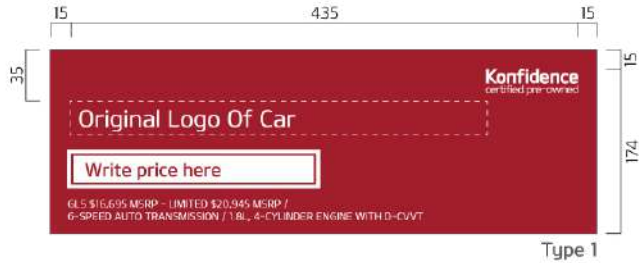 15 435 15
35
15
Konfidence
certified pre-owned
Original Logo Of Car
174
Write price here
GLS $16,695 MSRP - LIMITED $20,945 MSRP /
6-SPEED AUTO TRANSMISSION / 1.8L, 4-CYLINDER ENGINE WITH D-CVVT
Type 1